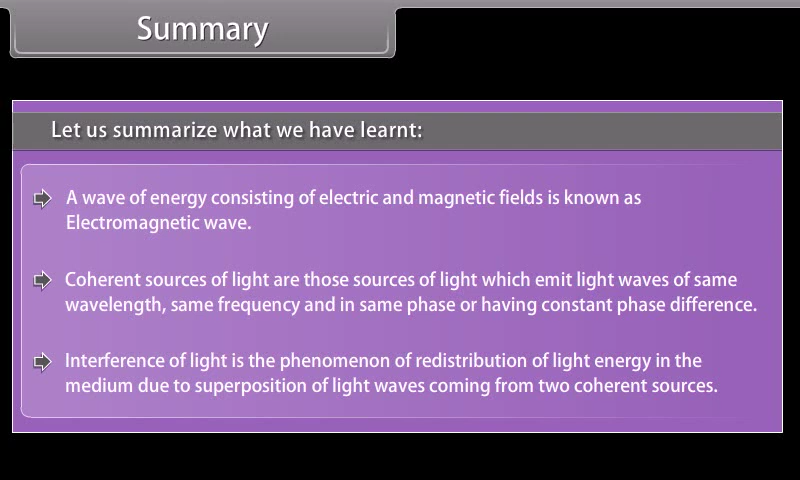 Summary
Let us summarize what we have learnt:
A wave of energy consisting of electric and magnetic fields is known as
Electromagnetic wave.
Coherent sources of light are those sources of light which emit light waves of same
wavelength, same frequency and in same phase or having constant phase difference.
Interference of light is the phenomenon of redistribution of light energy in the
medium due to superposition of light waves coming from two coherent sources.